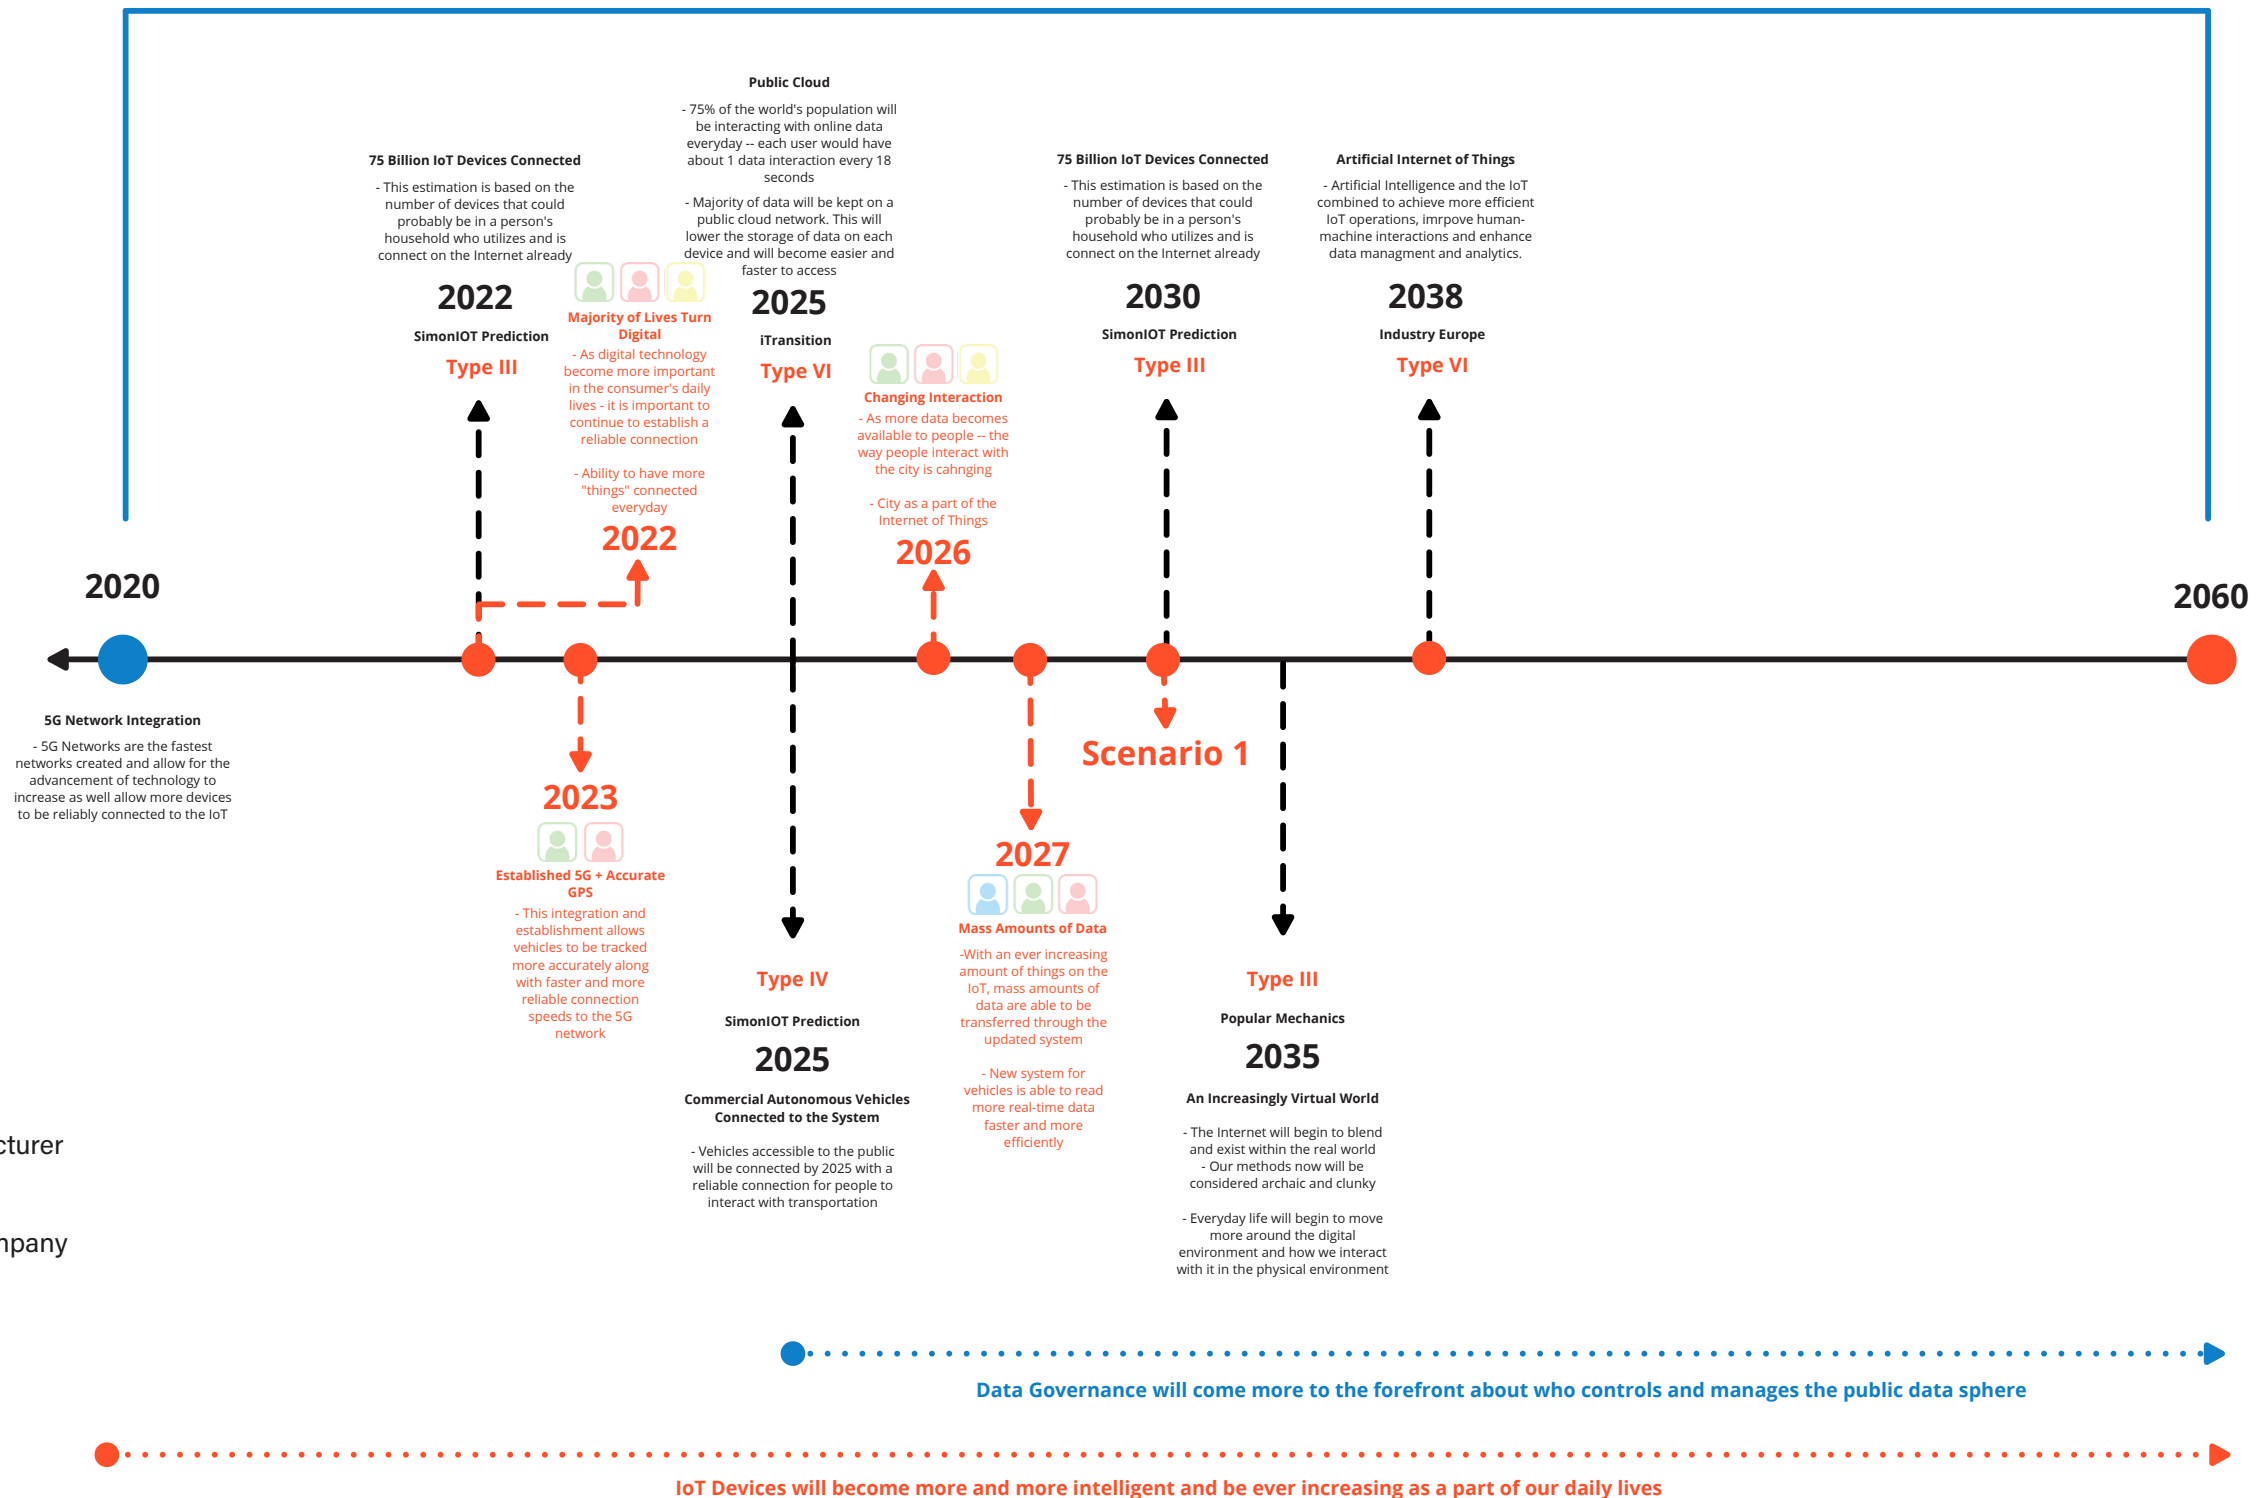 Public Cloud
- 75% of the world's population will
be interacting with online data
everyday -- each user would have
about 1 data interaction every 18
seconds
- Majority of data will be kept on a
public cloud network. This will
lower the storage of data on each
device and will become easier and
faster to access
2025
iTransition
Type VI
75 Billion IoT Devices Connected
- This estimation is based on the
number of devices that could
probably be in a person's
household who utilizes and is
connect on the Internet already
2022
SimonIOT Prediction
Type III
Majority of Lives Turn
Digital
- As digital technology
become more important
in the consumer's daily
lives - it is important to
continue to establish a
reliable connection
- Ability to have more
"things" connected
everyday
2022
Changing Interaction
- As more data becomes
available to people -- the
way people interact with
the city is cahnging
- City as a part of the
Internet of Things
2026
75 Billion IoT Devices Connected
- This estimation is based on the
number of devices that could
probably be in a person's
household who utilizes and is
connect on the Internet already
2030
SimonIOT Prediction
Type III
Artificial Internet of Things
- Artificial Intelligence and the IoT
combined to achieve more efficient
IoT operations, imrpove human-
machine interactions and enhance
data managment and analytics.
2038
Industry Europe
Type VI
2020
2060
5G Network Integration
- 5G Networks are the fastest
networks created and allow for the
advancement of technology to
increase as well allow more devices
to be reliably connected to the IoT
2023
Established 5G + Accurate
GPS
- This integration and
establishment allows
vehicles to be tracked
more accurately along
with faster and more
reliable connection
speeds to the 5G
network
Type IV
SimonIOT Prediction
2025
Commercial Autonomous Vehicles
Connected to the System
- Vehicles accessible to the public
will be connected by 2025 with a
reliable connection for people to
interact with transportation
2027
Mass Amounts of Data
-With an ever increasing
amount of things on the
IoT, mass amounts of
data are able to be
transferred through the
updated system
- New system for
vehicles is able to read
more real-time data
faster and more
efficiently
Scenario 1
Type III
Popular Mechanics
2035
An Increasingly Virtual World
- The Internet will begin to blend
and exist within the real world
- Our methods now will be
considered archaic and clunky
- Everyday life will begin to move
more around the digital
environment and how we interact
with it in the physical environment
cturer
mpany
Data Governance will come more to the forefront about who controls and manages the public data sphere
IoT Devices will become more and more intelligent and be ever increasing as a part of our daily lives